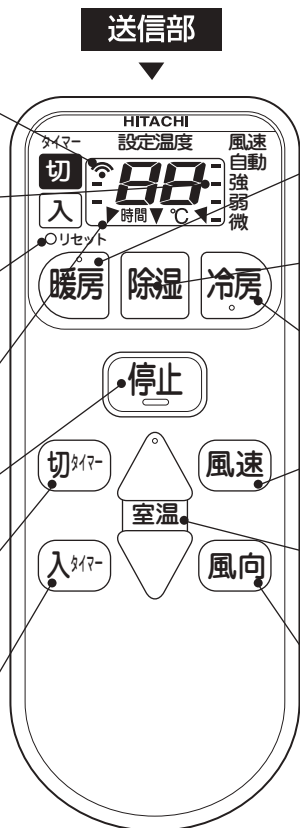 送信部
HITACHI
タイマー 設定温度 風速
切 88 自動
強
入 弱
時間 ℃ 微
リセット
暖房 除湿 冷房
停止
切タイマー 風速
室温
入タイマー 風向